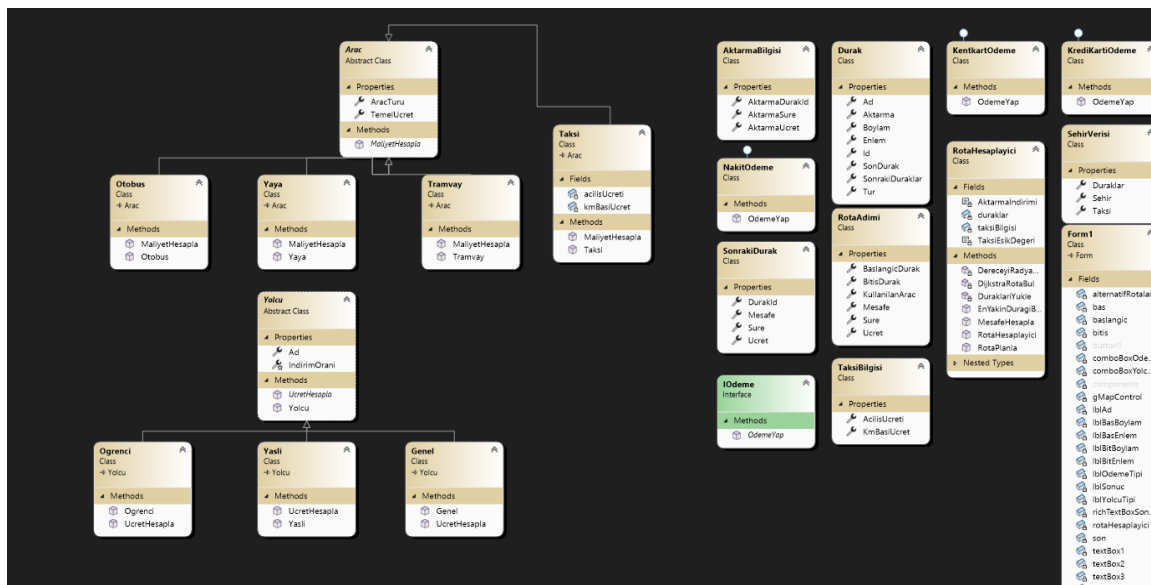 Arac
Abstract Class
Properties
AracTuru
TemelUcret
Methods
MaliyetHesapla
Taksi
Class
Arac
Fields
acilisUcreti
kmBasiUcret
Methods
MaliyetHesapla
Taksi
Otobus
Class
Arac
Methods
MaliyetHesapla
Otobus
Yaya
Class
Arac
Methods
MaliyetHesapla
Yaya
Tramvay
Class
Arac
Methods
MaliyetHesapla
Tramvay
Yolcu
Abstract Class
Properties
Ad
IndirimOrani
Methods
UcretHesapla
Yolcu
Ogrenci
Class
Yolcu
Methods
Ogrenci
UcretHesapla
Yasli
Class
Yolcu
Methods
UcretHesapla
Yasli
Genel
Class
Yolcu
Methods
Genel
UcretHesapla
AktarmaBilgisi
Class
Properties
AktarmaDurakId
AktarmaSure
AktarmaUcret
NakitOdeme
Class
Methods
OdemeYap
SonrakiDurak
Class
Properties
DurakId
Mesafe
Sure
Ucret
IOdeme
Interface
Methods
OdemeYap
Durak
Class
Properties
Ad
Aktarma
Boylam
Enlem
Id
SonDurak
SonrakiDuraklar
Tur
RotaAdimi
Class
Properties
BaslangicDurak
BitisDurak
KullanilanArac
Mesafe
Sure
Ucret
TaksiBilgisi
Class
Properties
AcilisUcreti
KmBasiUcret
KentkartOdeme
Class
Methods
OdemeYap
RotaHesaplayici
Class
Fields
AktarmaIndirimi
duraklar
taksiBilgisi
TaksiEsikDegeri
Methods
DereceyiRadya...
DijkstraRotaBul
DuraklariYukle
EnYakinDuragiB...
MesafeHesapla
RotaHesaplayici
RotaPlanla
Nested Types
KrediKartiOdeme
Class
Methods
OdemeYap
SehirVerisi
Class
Properties
Duraklar
Sehir
Taksi
Form1
Class
Form
Fields
alternatifRotalar
bas
baslangic
bitis
button1
comboBoxOde...
comboBoxYolc...
components
gMapControl
lblAd
lblBasBoylam
lblBasEnlem
lblBitBoylam
lblBitEnlem
lblOdemeTipi
lblSonuc
lblYolcuTipi
richTextBoxSon...
rotaHesaplayici
son
textBox1
textBox2
textBox3